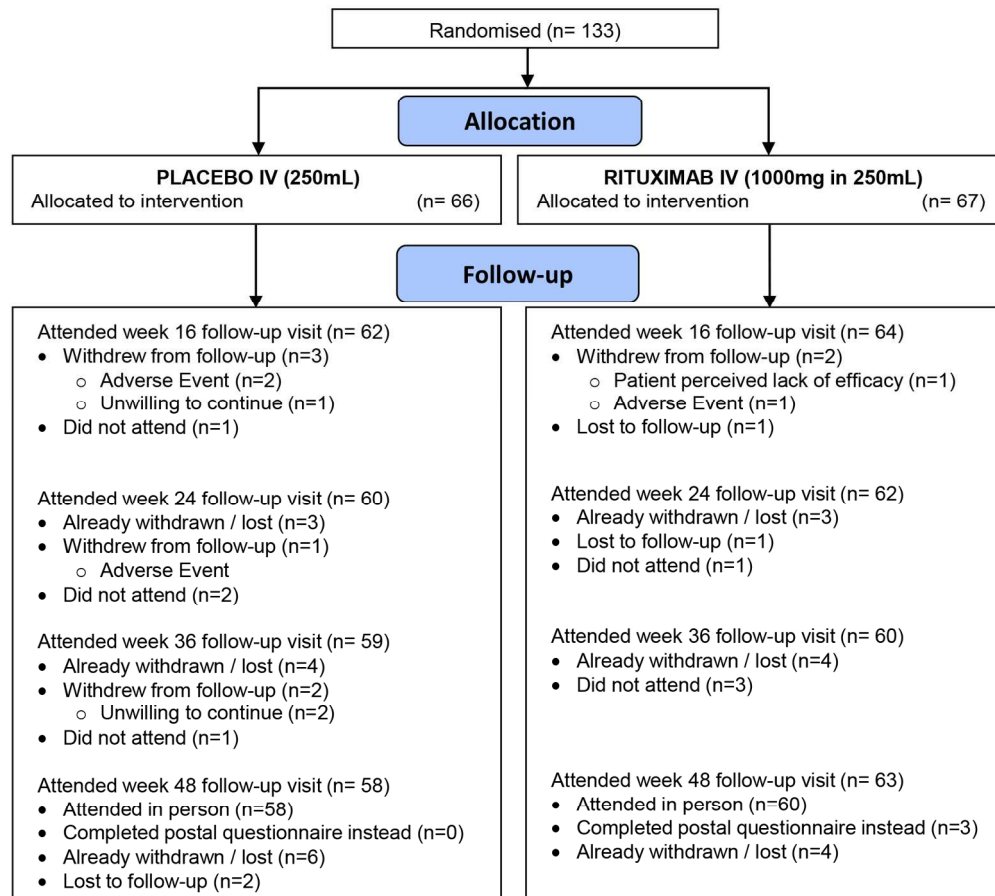 Randomised (n= 133)
Allocation
PLACEBO IV (250mL)
Allocated to intervention (n= 66)
RITUXIMAB IV (1000mg in 250mL)
Allocated to intervention (n= 67)
Follow-up
Attended week 16 follow-up visit (n= 62)
• Withdrew from follow-up (n=3)
o Adverse Event (n=2)
o Unwilling to continue (n=1)
• Did not attend (n=1)
Attended week 24 follow-up visit (n= 60)
• Already withdrawn / lost (n=3)
• Withdrew from follow-up (n=1)
o Adverse Event
• Did not attend (n=2)
Attended week 36 follow-up visit (n= 59)
• Already withdrawn / lost (n=4)
• Withdrew from follow-up (n=2)
o Unwilling to continue (n=2)
• Did not attend (n=1)
Attended week 48 follow-up visit (n= 58)
• Attended in person (n=58)
• Completed postal questionnaire instead (n=0)
• Already withdrawn / lost (n=6)
• Lost to follow-up (n=2)
Attended week 16 follow-up visit (n= 64)
• Withdrew from follow-up (n=2)
o Patient perceived lack of efficacy (n=1)
o Adverse Event (n=1)
• Lost to follow-up (n=1)
Attended week 24 follow-up visit (n= 62)
• Already withdrawn / lost (n=3)
• Lost to follow-up (n=1)
• Did not attend (n=1)
Attended week 36 follow-up visit (n= 60)
• Already withdrawn / lost (n=4)
• Did not attend (n=3)
Attended week 48 follow-up visit (n= 63)
• Attended in person (n=60)
• Completed postal questionnaire instead (n=3)
• Already withdrawn / lost (n=4)